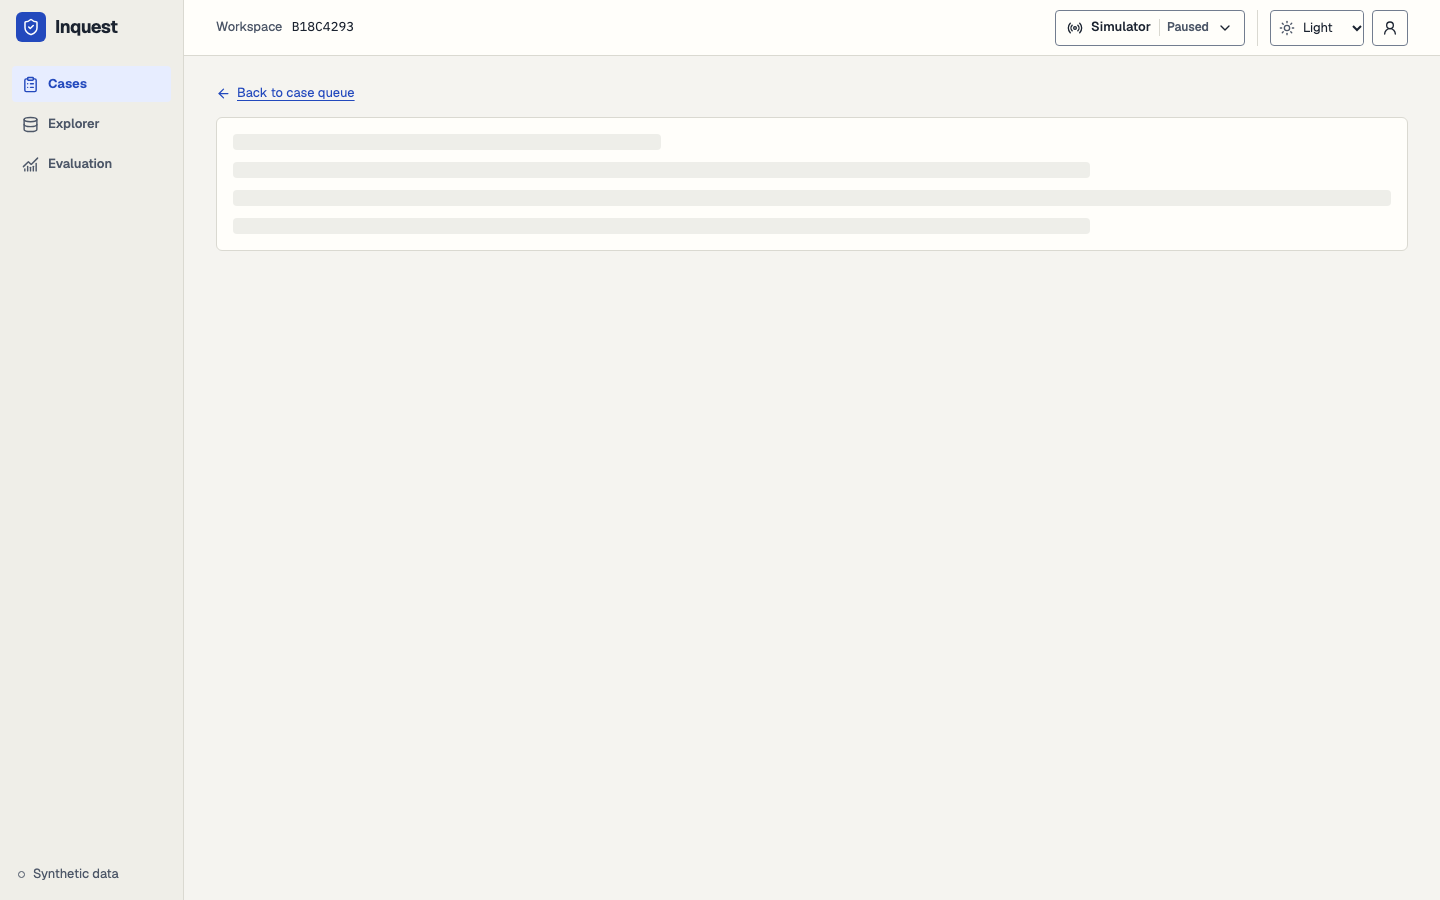 Inquest
Workspace B18C4293
Simulator Paused
Light
Cases
Explorer
Evaluation
Back to case queue
Synthetic data